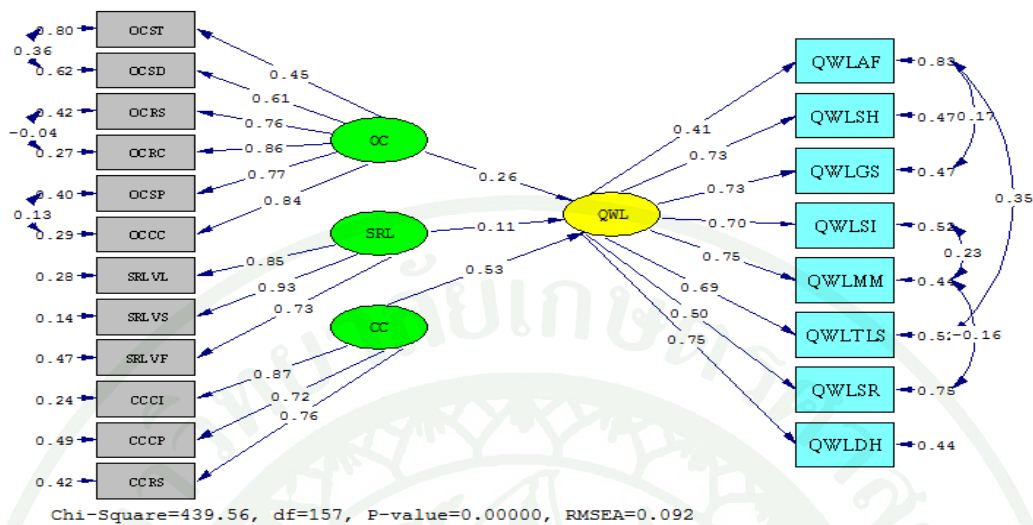 0.80 OCST
0.36
0.62 OCSD
0.42 OCRS
-0.04
0.27 OCRC
0.40 OCSP
0.13
0.29 OCCC
0.28 SRLVL
0.14 SRLVS
0.47 SRLVF
0.24 CCCI
0.49 CCCP
0.42 CCRS
0.45
0.61
0.76
0.86
0.77
0.84
OC
0.85
0.93
0.73
SRL
0.87
0.72
0.76
CC
0.26
0.11
0.53
QWL
0.41
0.73
0.73
0.70
0.75
0.69
0.50
0.75
QWLAF 0.83
QWLSH 0.47
0.17
QWLGS 0.47
0.35
QWLSI 0.52
0.23
QWLMM 0.44
QWLTLS
-0.16
QWLSR 0.75
QWLDH 0.44
Chi-Square=439.56, df=157, P-value=0.00000, RMSEA=0.092